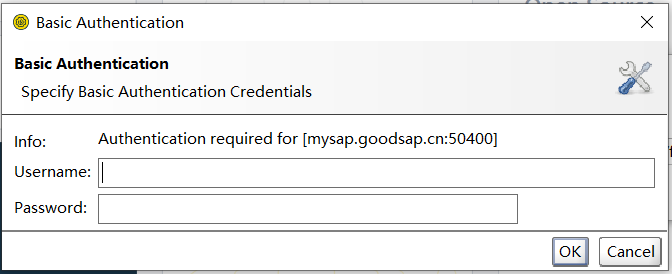 Basic Authentication
Basic Authentication
Specify Basic Authentication Credentials
Info: Authentication required for [mysap.goodsap.cn:50400]
Username:
Password:
OK Cancel